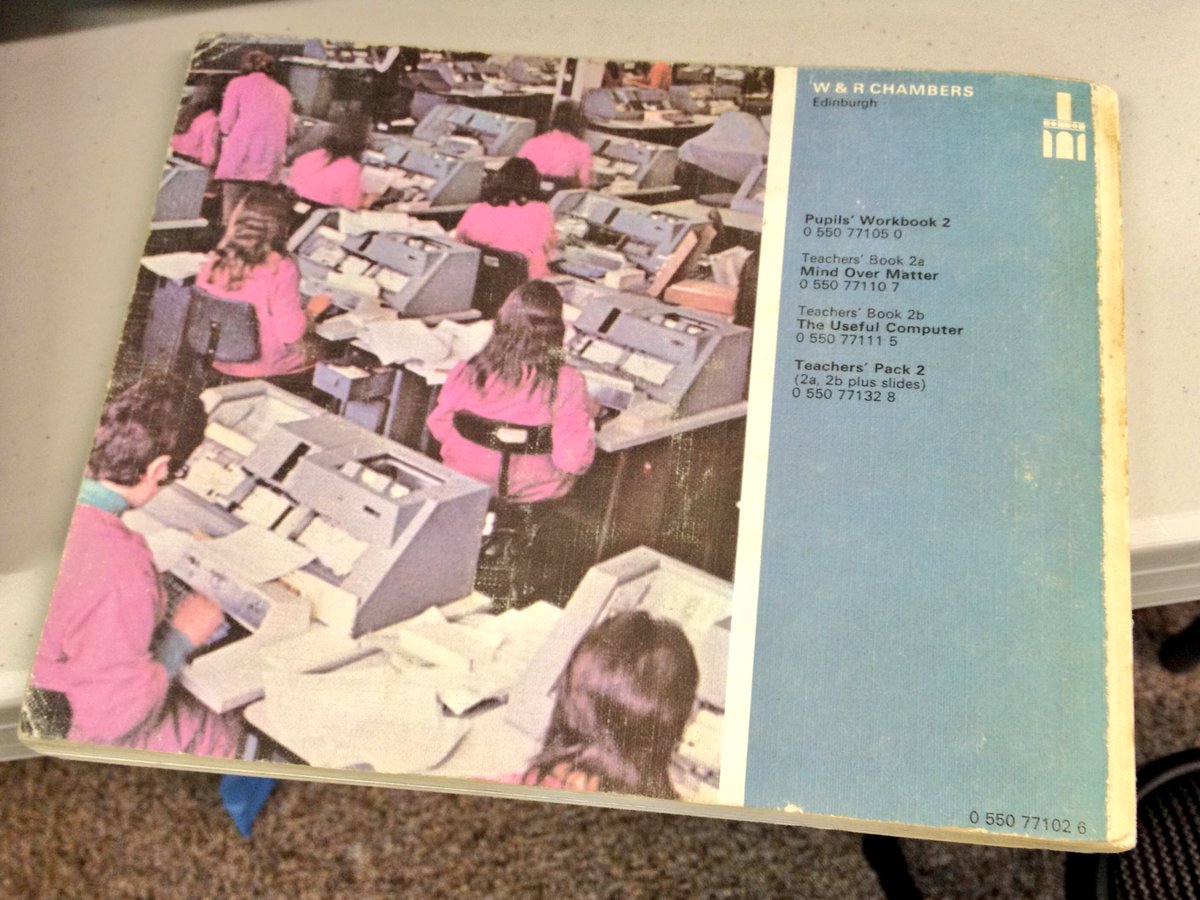 W & R CHAMBERS
Edinburgh
Pupils' Workbook 2
0 550 77105 0
Teachers' Book 2a
Mind Over Matter
0 550 77110 7
Teachers' Book 2b
The Useful Computer
0 550 77111 5
Teachers' Pack 2
(2a, 2b plus slides)
0 550 77132 8
0 550 77102 6